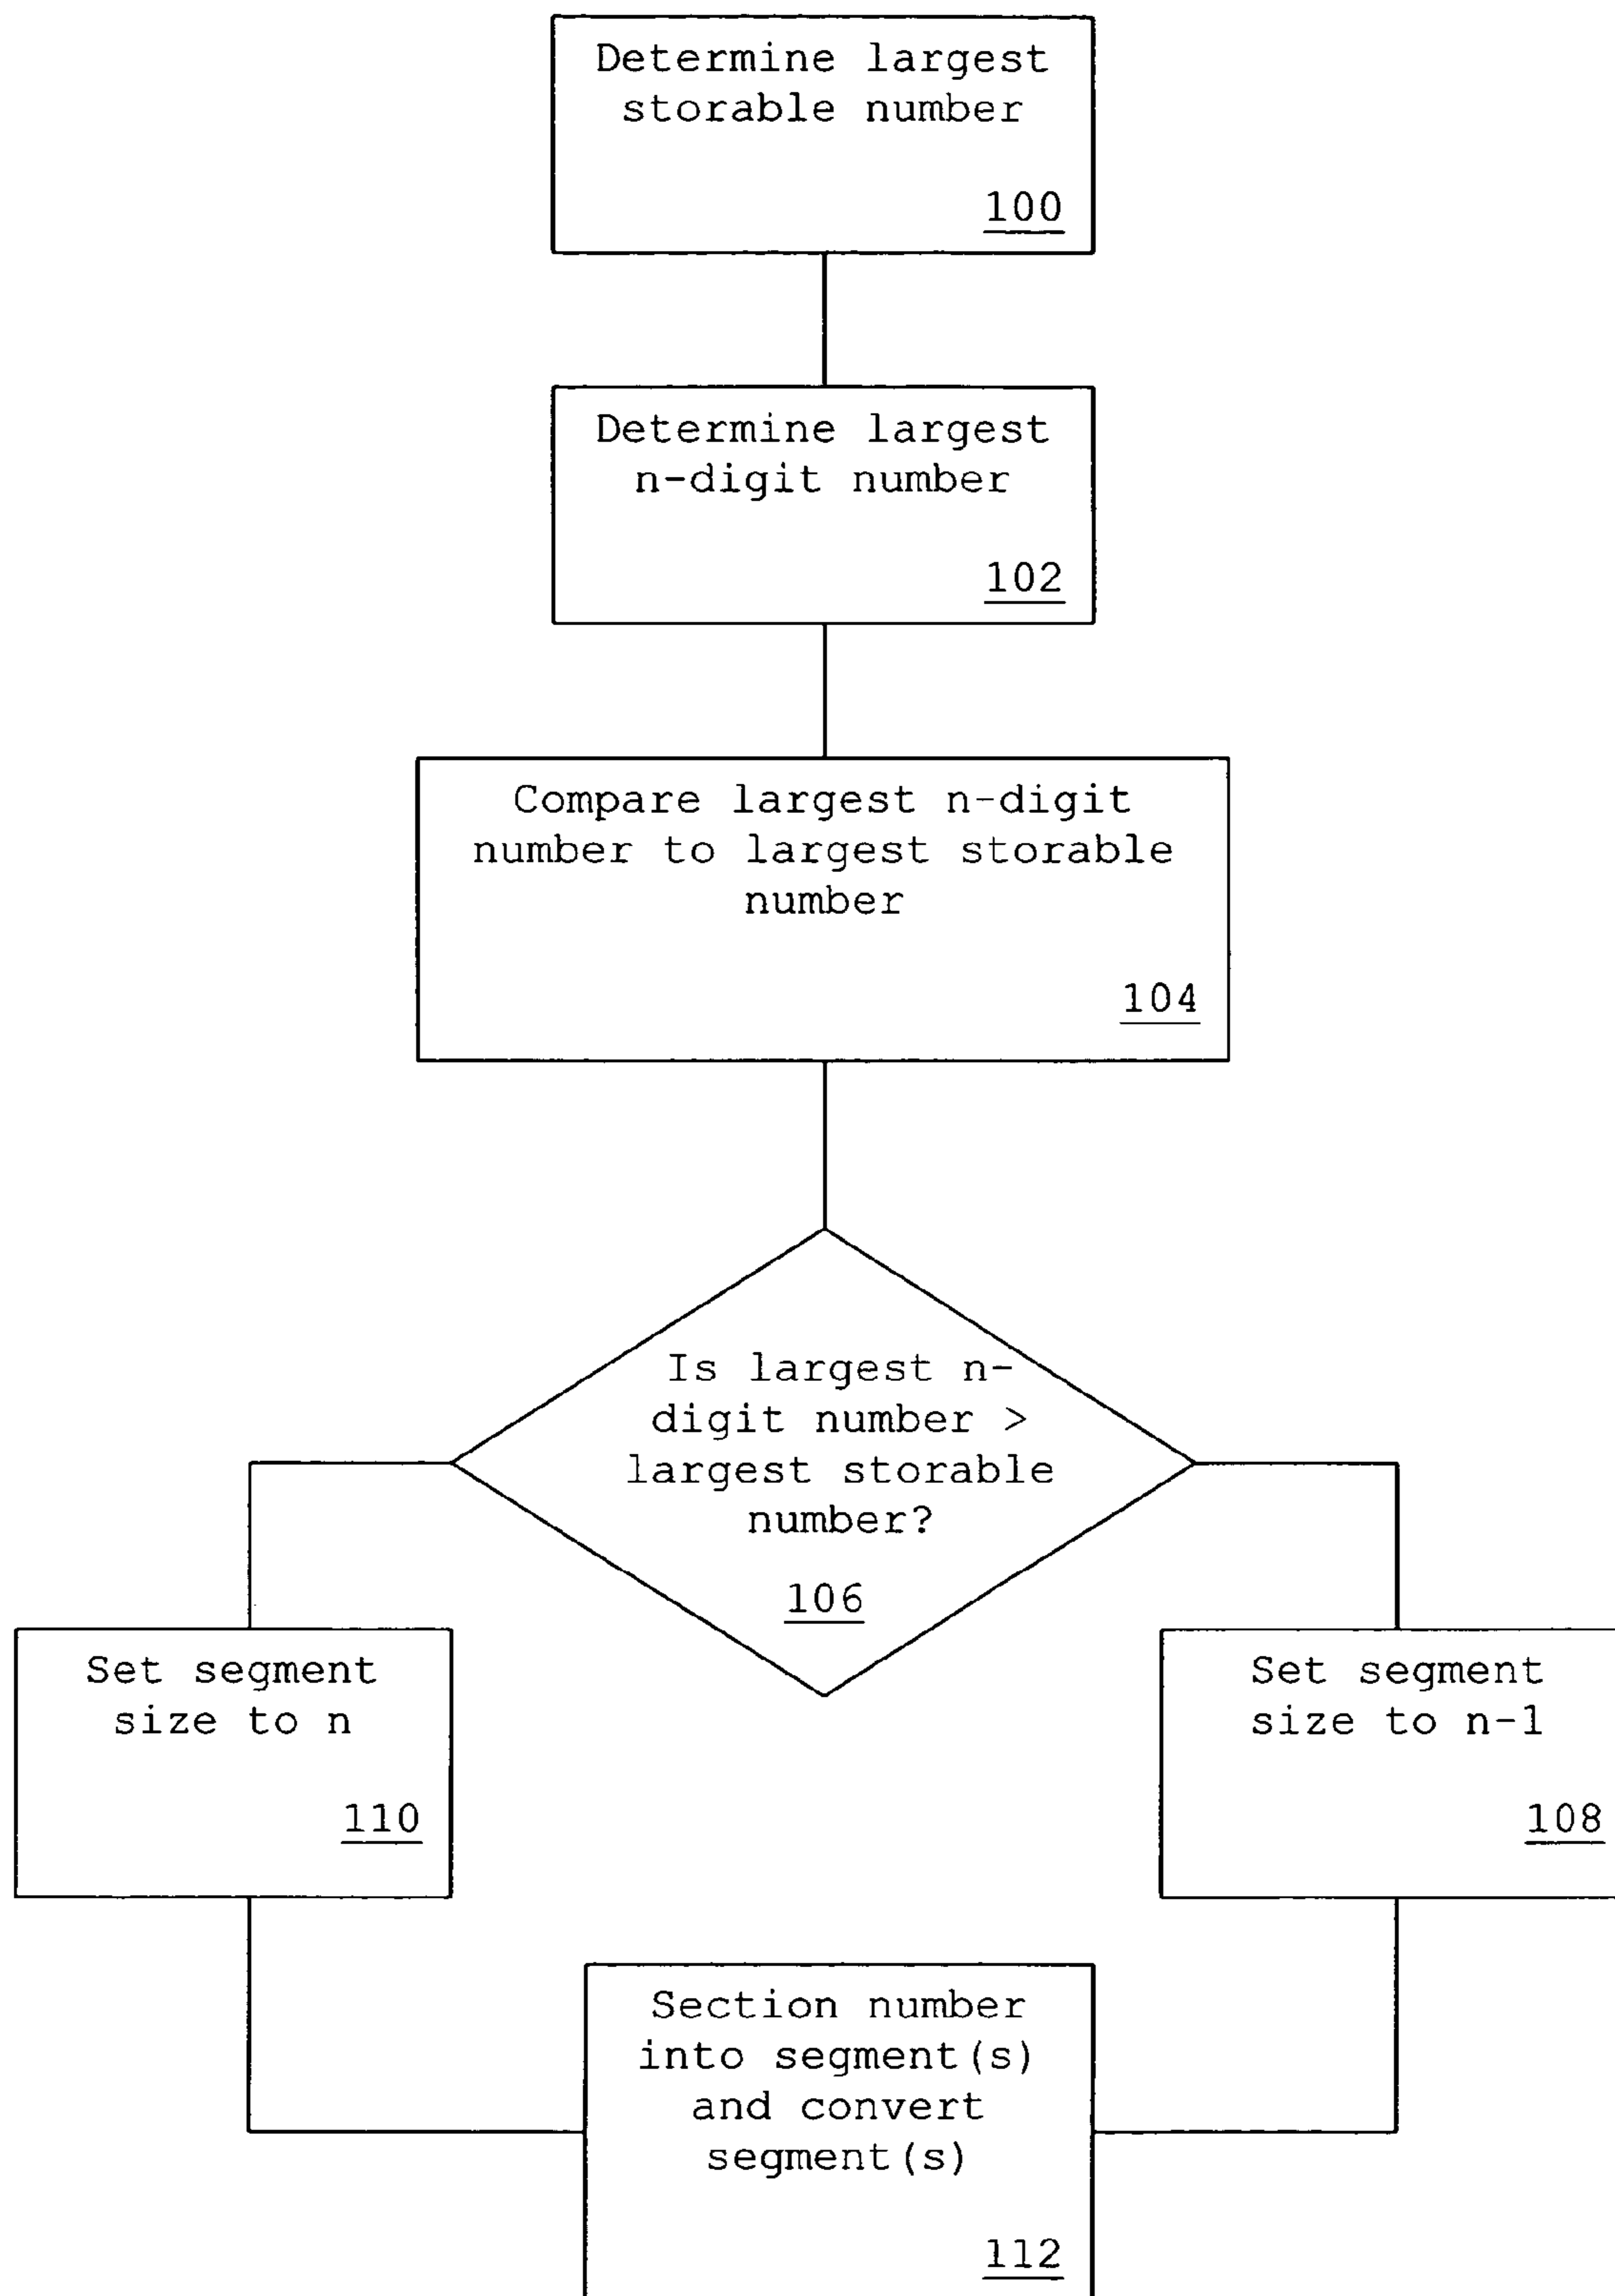 Determine largest
storable number
100
Determine largest
n-digit number
102
Compare largest n-digit
number to largest storable
number
104
Is largest n-
digit number >
largest storable
number?
106
Set segment
size to n
110
Set segment
size to n-1
108
Section number
into segment(s)
and convert
segment(s)
112